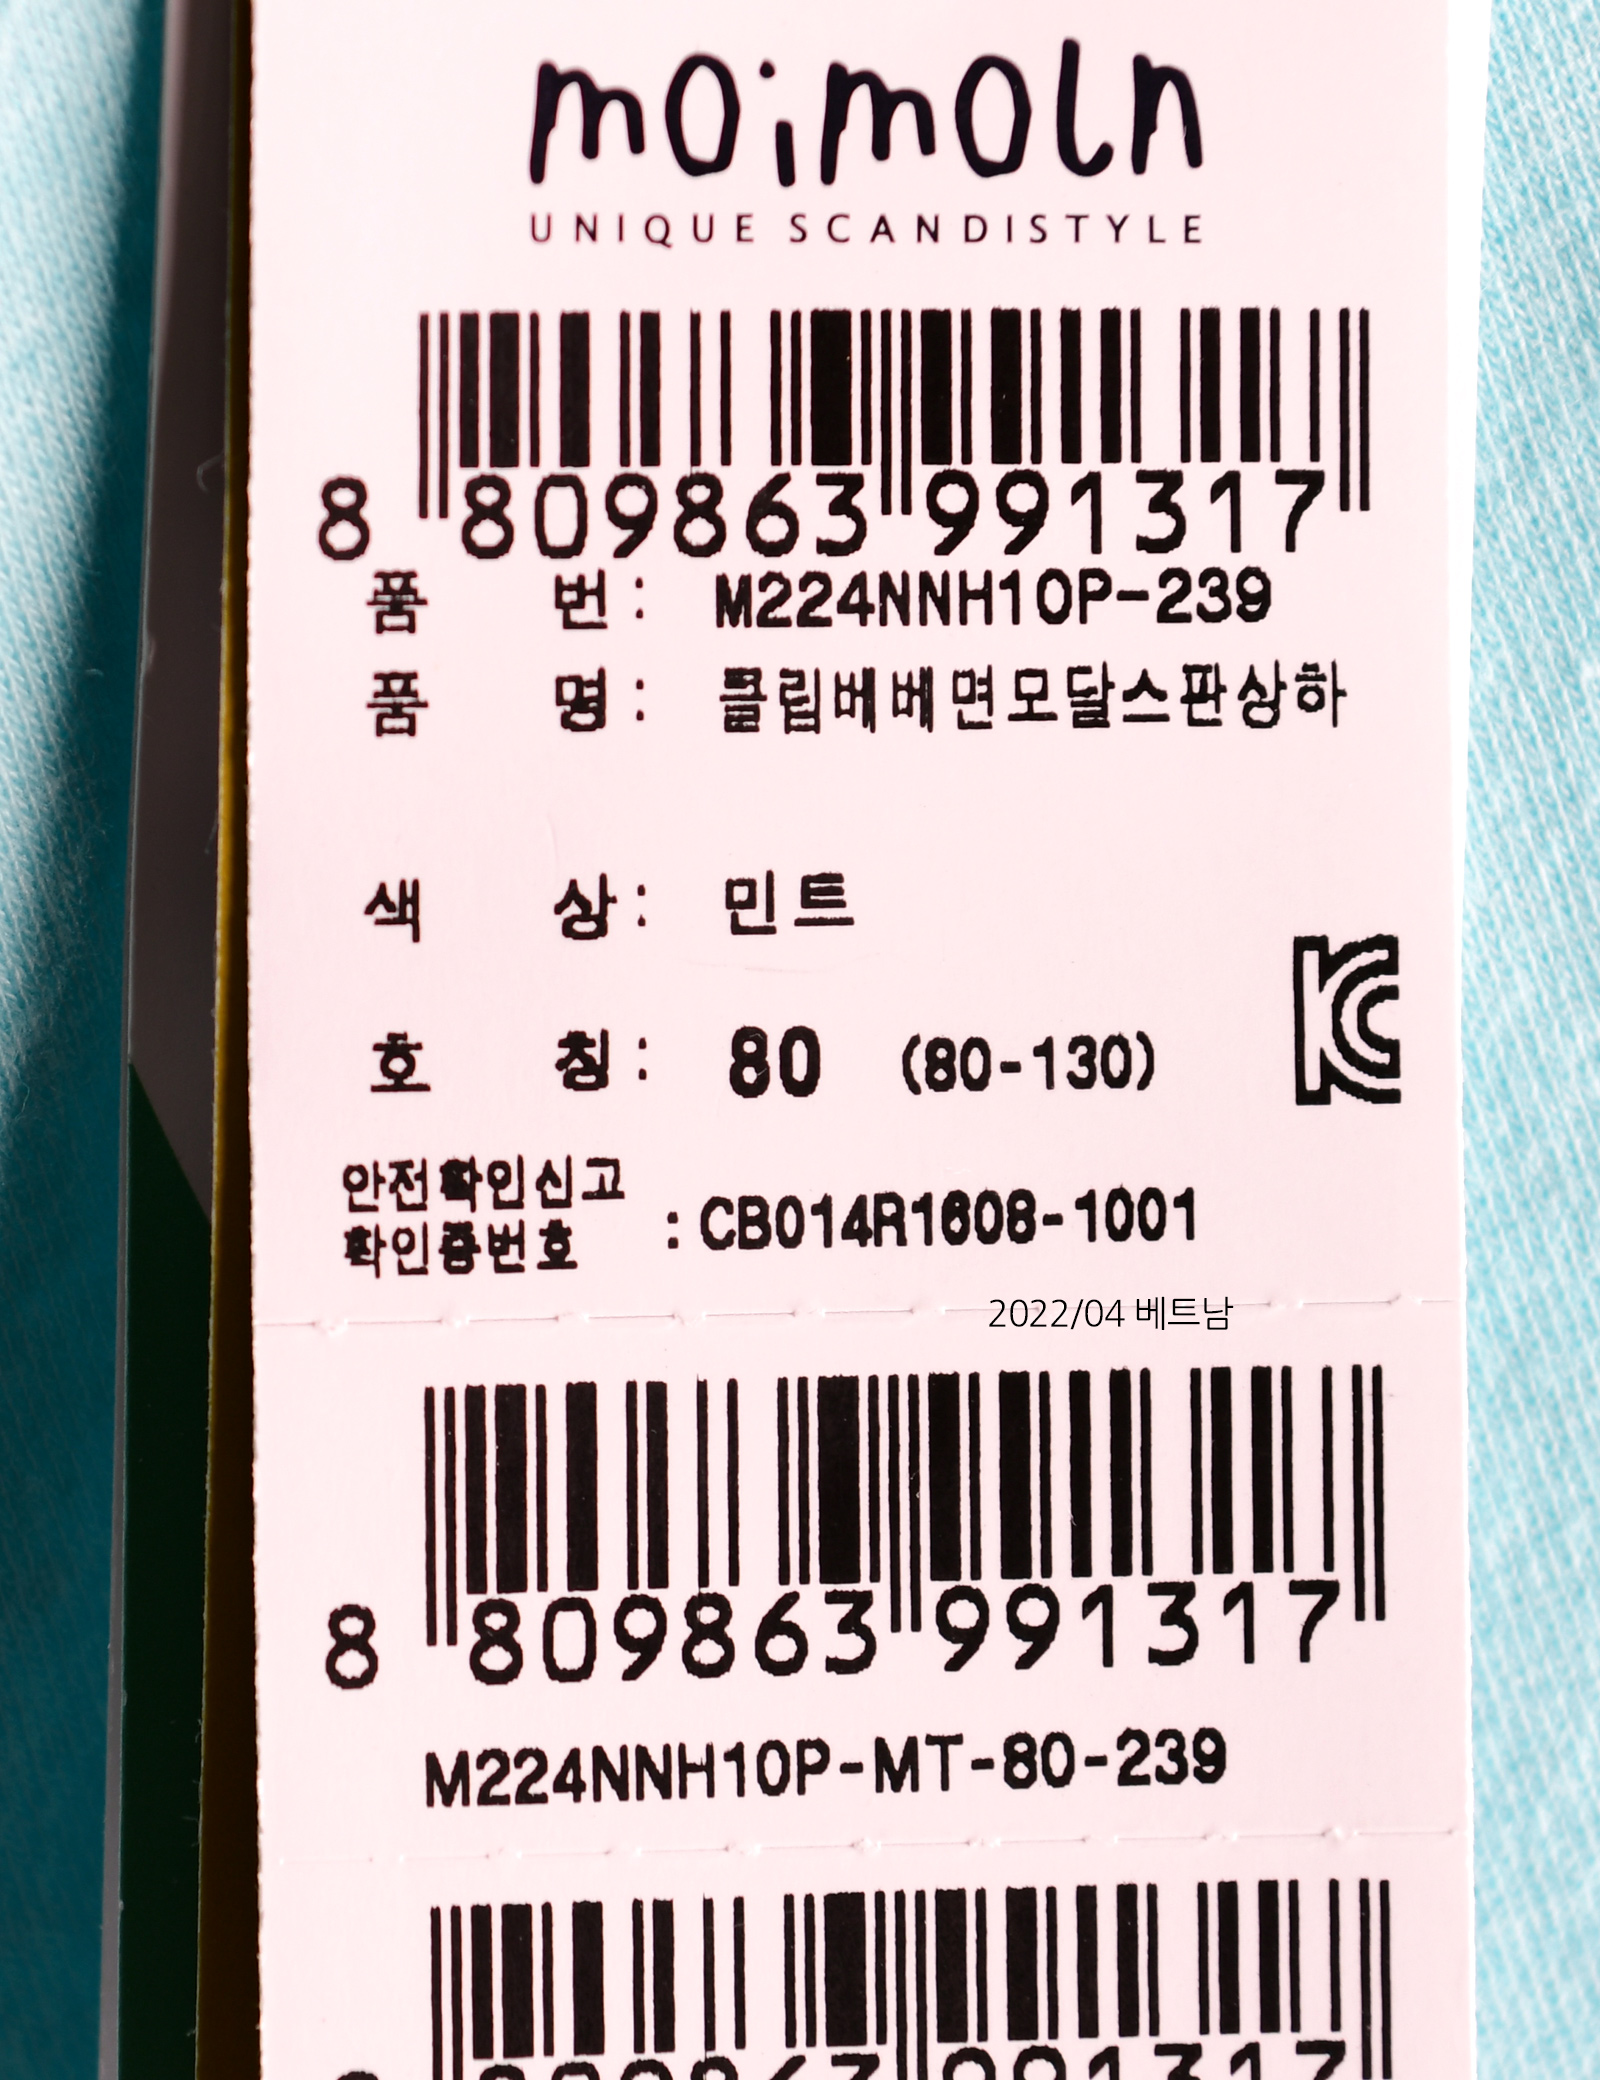 moimoln
UNIQUE SCANDISTYLE
8 809863 991317
품 번 : M224NNH10P-239
품 명 : 클립베베면모달스판상하
색 상 : 민트
호 칭 : 80 (80-130)
안전확인신고
확인증번호 : CB014R1608-1001
2022/04 베트남
8 809863 991317
M224NNH10P-MT-80-239
8 809863 991317